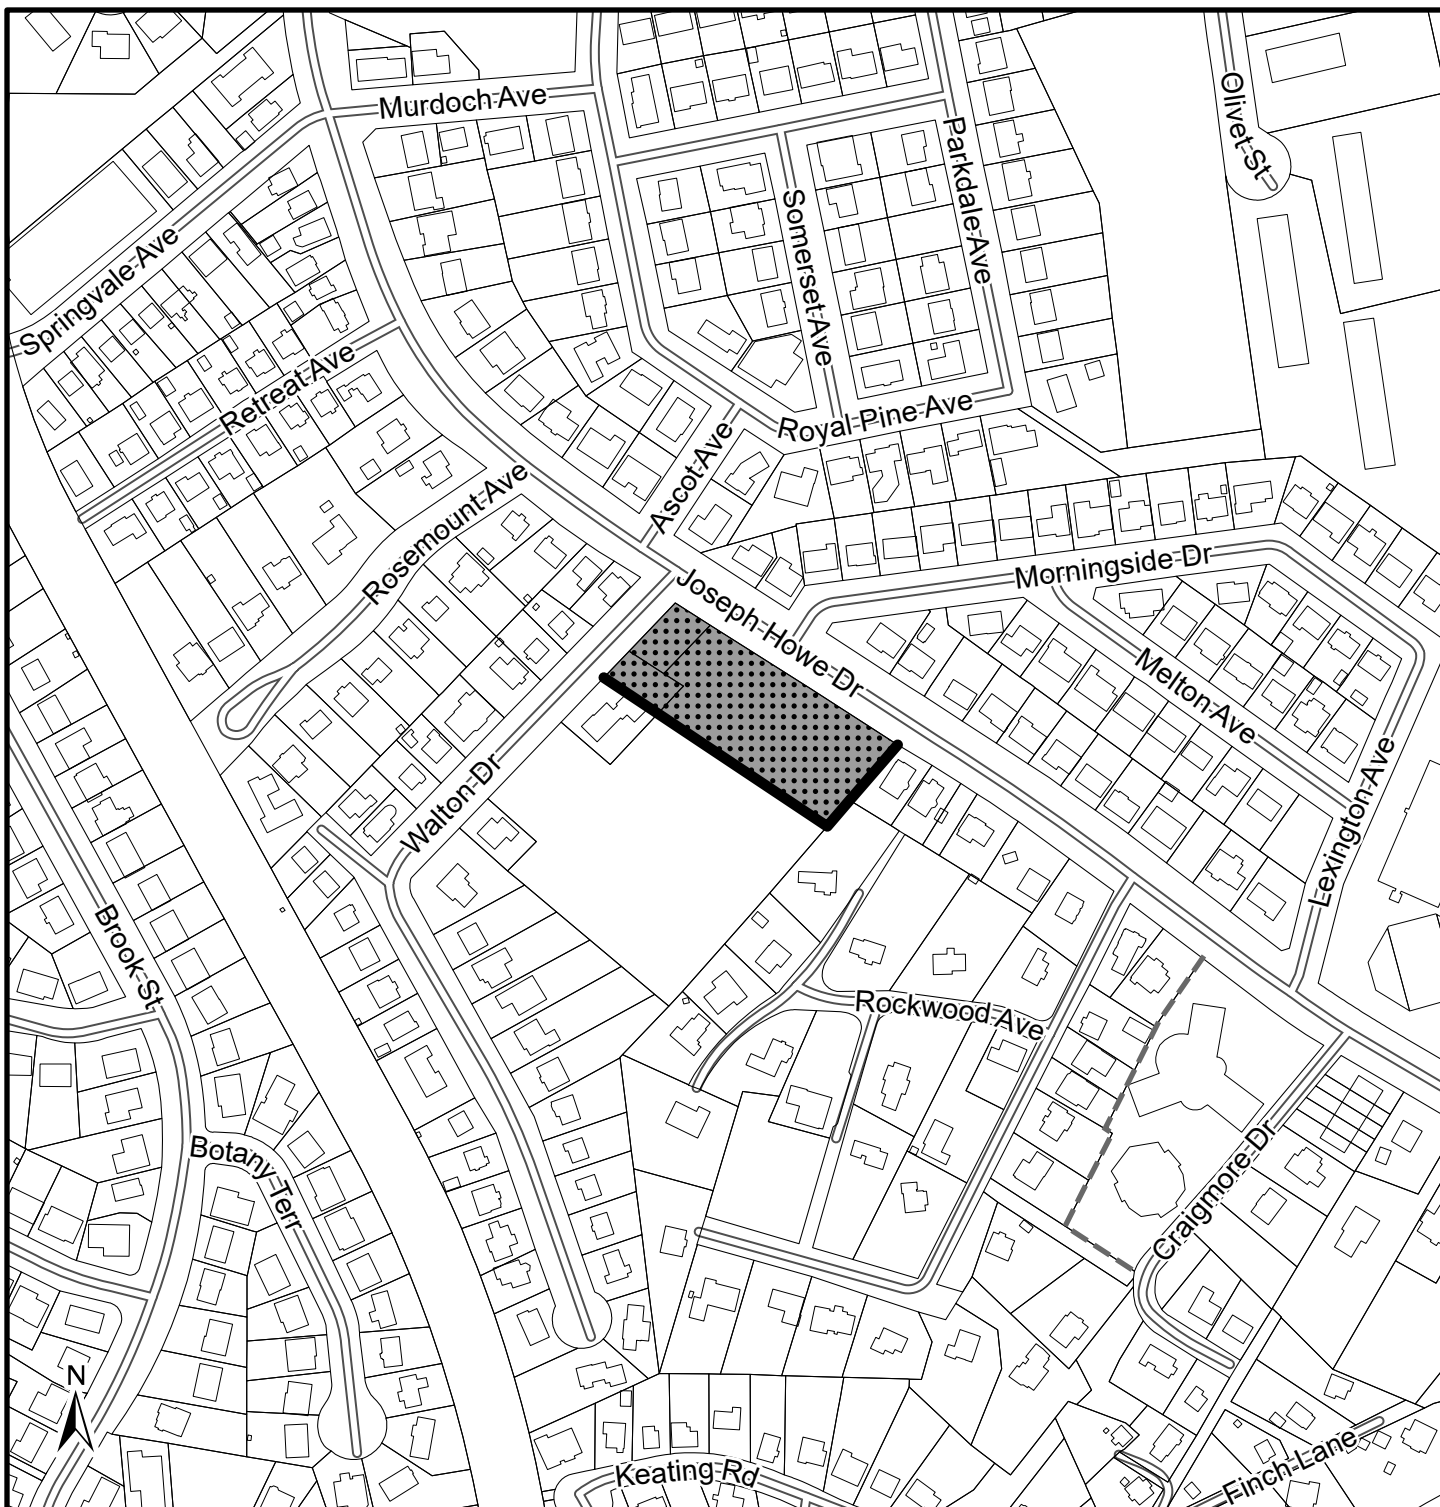 Murdoch Ave
Olivet St
Parkdale Ave
Somerset Ave
Springvale Ave
Retreat Ave
Royal Pine Ave
Ascot Ave
Rosemount Ave
Morningside Dr
Joseph Howe Dr
Melton Ave
Walton Dr
Lexington Ave
Brook St
Rockwood Ave
Botany Terr
Craigmore Dr
N
Keating Rd
Finch Lane